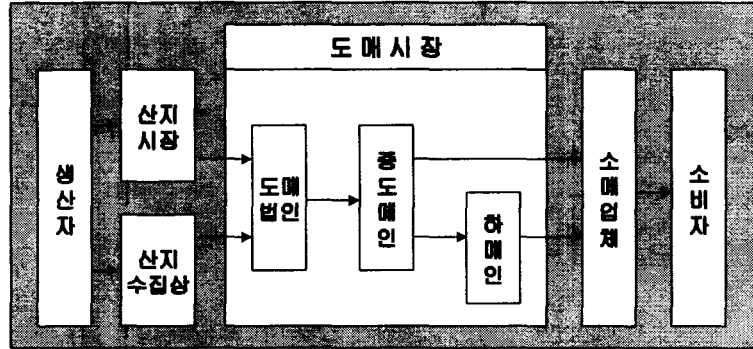 도매시장
생산자
산지
시장
산지
수집상
도매
법인
중도매인
하매인
소매업체
소비자